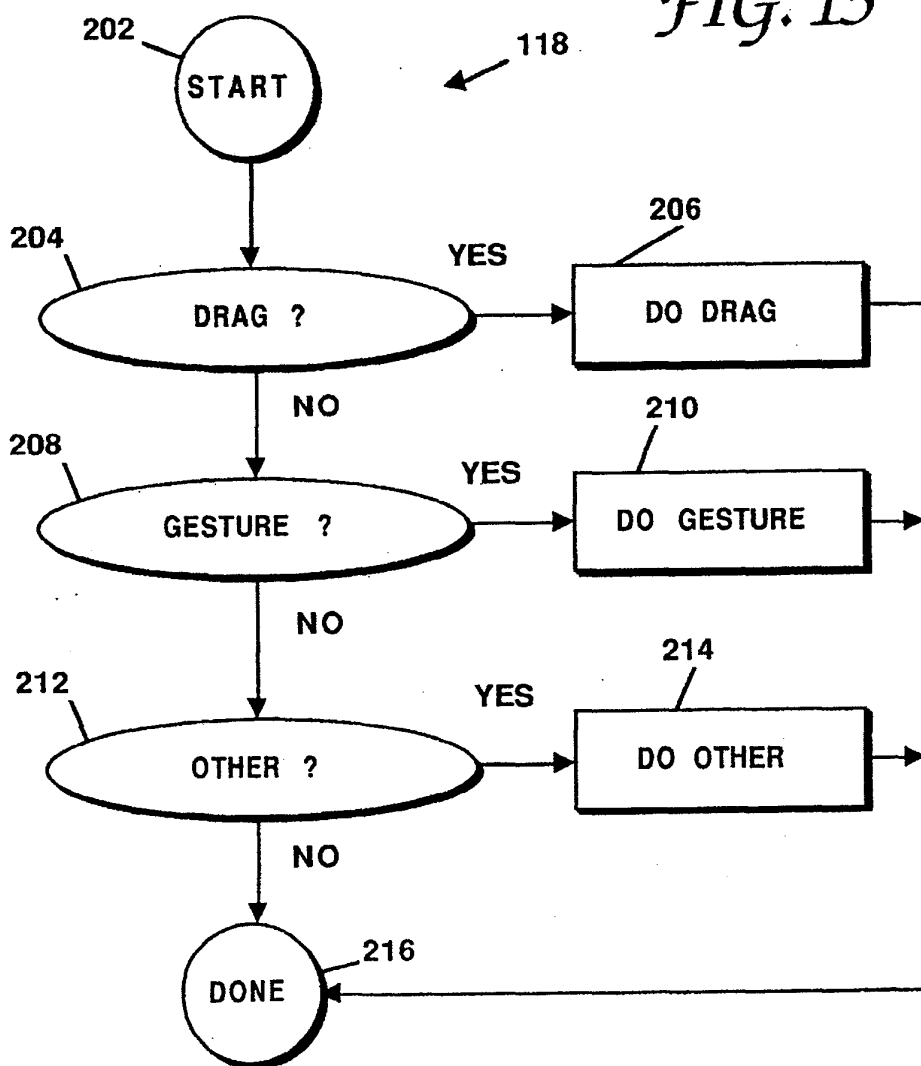 FIG. 15
202
118
START
204
YES
206
DRAG ?
DO DRAG
NO
208
YES
210
GESTURE ?
DO GESTURE
NO
212
YES
214
OTHER ?
DO OTHER
NO
216
DONE